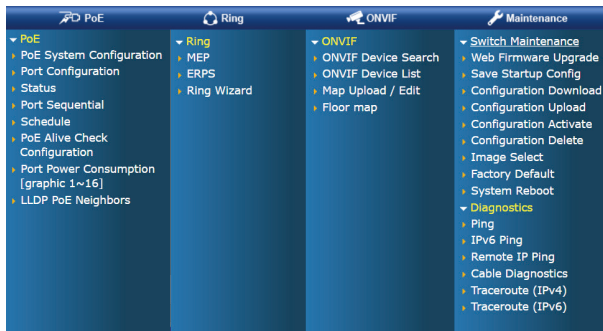 PoE
PoE
PoE System Configuration
Port Configuration
Status
Port Sequential
Schedule
PoE Alive Check
Configuration
Port Power Consumption
[graphic 1~16]
LLDP PoE Neighbors
Ring
Ring
MEP
ERPS
Ring Wizard
ONVIF
ONVIF
ONVIF Device Search
ONVIF Device List
Map Upload / Edit
Floor map
Maintenance
Switch Maintenance
Web Firmware Upgrade
Save Startup Config
Configuration Download
Configuration Upload
Configuration Activate
Configuration Delete
Image Select
Factory Default
System Reboot
Diagnostics
Ping
IPv6 Ping
Remote IP Ping
Cable Diagnostics
Traceroute (IPv4)
Traceroute (IPv6)